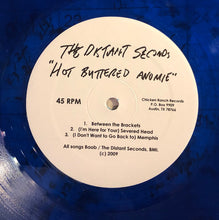 THE DISTANT SECONDS
"HOT BUTTERED ANOMIE"
45 RPM
Chicken Ranch Records
P.O. Box 9959
Austin, TX 78766
1. Between the Brackets
2. (I'm Here for Your) Severed Head
3. (I Don't Want to Go Back to) Memphis
All songs Boob / The Distant Seconds, BMI.
(c) 2009